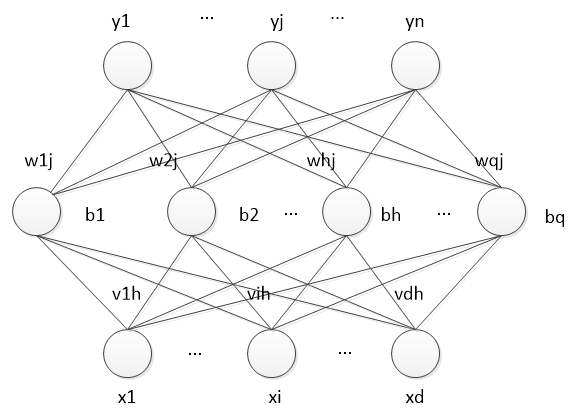 y1 ... yj ... yn
w1j w2j whj wqj
b1 b2 ... bh ... bq
v1h vih vdh
... ...
x1 xi xd